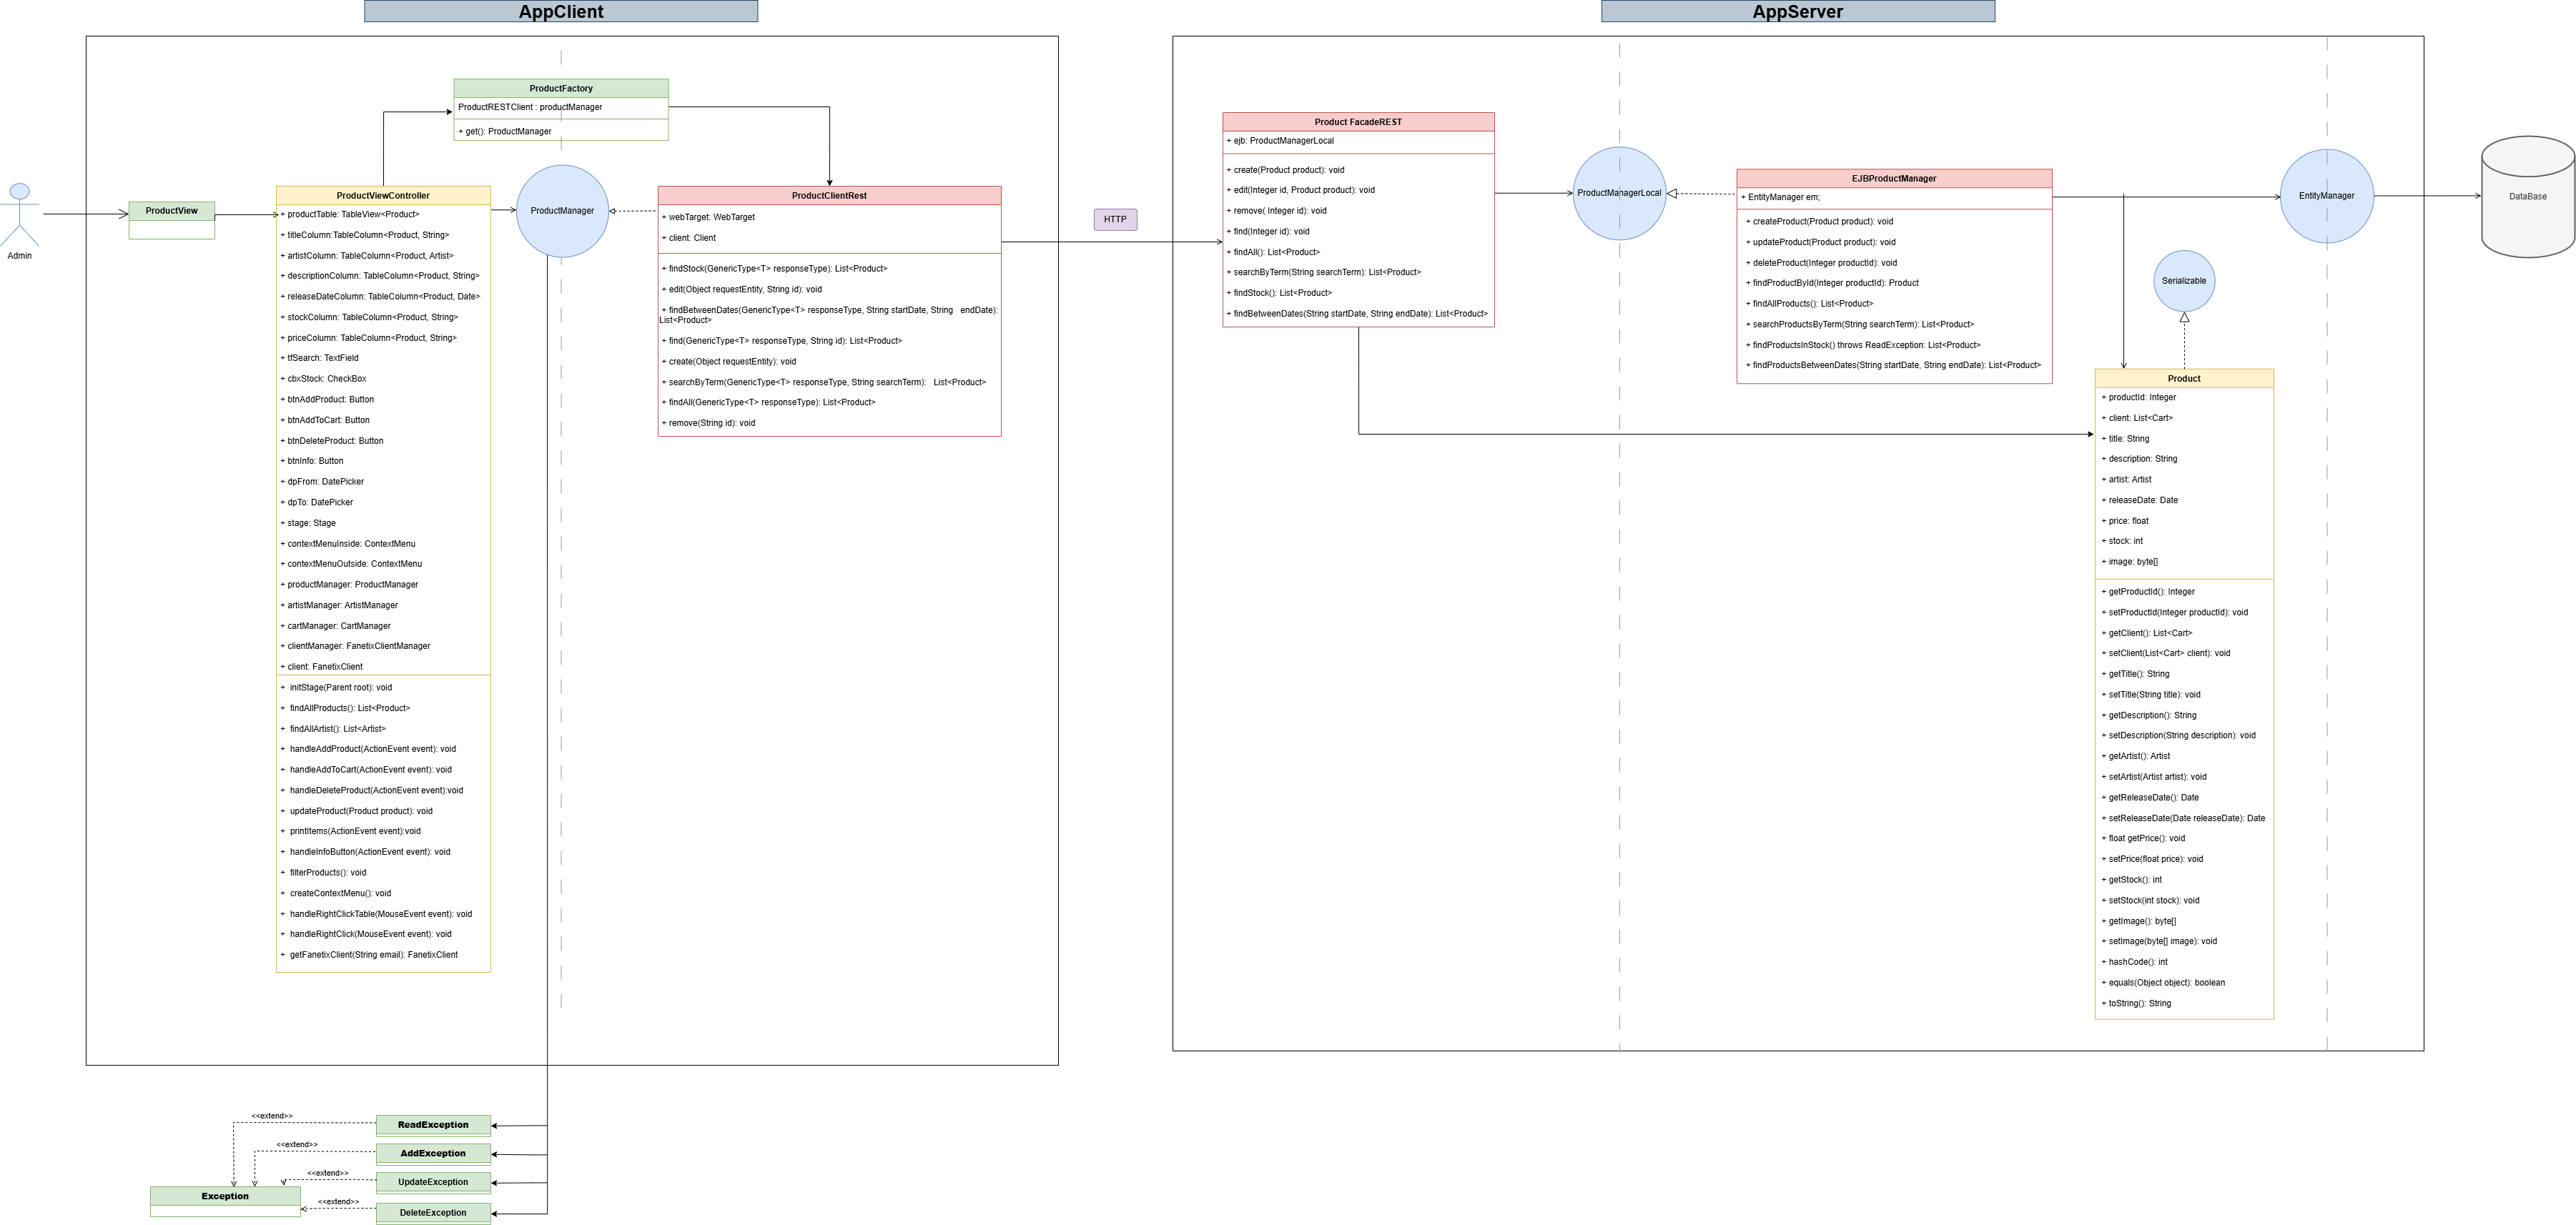 AppClient
AppServer
ProductFactory
ProductRESTClient : productManager
+ get(): ProductManager
Admin
ProductView
ProductViewController
+ productTable: TableView<Product>
+ titleColumn:TableColumn<Product, String>
+ artistColumn: TableColumn<Product, Artist>
+ descriptionColumn: TableColumn<Product, String>
+ releaseDateColumn: TableColumn<Product, Date>
+ stockColumn: TableColumn<Product, String>
+ priceColumn: TableColumn<Product, String>
+ tfSearch: TextField
+ cbxStock: CheckBox
+ btnAddProduct: Button
+ btnAddToCart: Button
+ btnDeleteProduct: Button
+ btnInfo: Button
+ dpFrom: DatePicker
+ dpTo: DatePicker
+ stage: Stage
+ contextMenuInside: ContextMenu
+ contextMenuOutside: ContextMenu
+ productManager: ProductManager
+ artistManager: ArtistManager
+ cartManager: CartManager
+ clientManager: FanetixClientManager
+ client: FanetixClient
+ initStage(Parent root): void
+ findAllProducts(): List<Product>
+ findAllArtist(): List<Artist>
+ handleAddProduct(ActionEvent event): void
+ handleAddToCart(ActionEvent event): void
+ handleDeleteProduct(ActionEvent event):void
+ updateProduct(Product product): void
+ printItems(ActionEvent event):void
+ handleInfoButton(ActionEvent event): void
+ filterProducts(): void
+ createContextMenu(): void
+ handleRightClickTable(MouseEvent event): void
+ handleRightClick(MouseEvent event): void
+ getFanetixClient(String email): FanetixClient
ProductManager
ProductClientRest
+ webTarget: WebTarget
+ client: Client
+ findStock(GenericType<T> responseType): List<Product>
+ edit(Object requestEntity, String id): void
+ findBetweenDates(GenericType<T> responseType, String startDate, String endDate):
List<Product>
+ find(GenericType<T> responseType, String id): List<Product>
+ create(Object requestEntity): void
+ searchByTerm(GenericType<T> responseType, String searchTerm): List<Product>
+ findAll(GenericType<T> responseType): List<Product>
+ remove(String id): void
HTTP
Product FacadeREST
+ ejb: ProductManagerLocal
+ create(Product product): void
+ edit(Integer id, Product product): void
+ remove( Integer id): void
+ find(Integer id): void
+ findAll(): List<Product>
+ searchByTerm(String searchTerm): List<Product>
+ findStock(): List<Product>
+ findBetweenDates(String startDate, String endDate): List<Product>
ProductManagerLocal
EJBProductManager
+ EntityManager em;
+ createProduct(Product product): void
+ updateProduct(Product product): void
+ deleteProduct(Integer productId): void
+ findProductById(Integer productId): Product
+ findAllProducts(): List<Product>
+ searchProductsByTerm(String searchTerm): List<Product>
+ findProductsInStock() throws ReadException: List<Product>
+ findProductsBetweenDates(String startDate, String endDate): List<Product>
EntityManager
DataBase
Serializable
Product
+ productId: Integer
+ client: List<Cart>
+ title: String
+ description: String
+ artist: Artist
+ releaseDate: Date
+ price: float
+ stock: int
+ image: byte[]
+ getProductId(): Integer
+ setProductId(Integer productId): void
+ getClient(): List<Cart>
+ setClient(List<Cart> client): void
+ getTitle(): String
+ setTitle(String title): void
+ getDescription(): String
+ setDescription(String description): void
+ getArtist(): Artist
+ setArtist(Artist artist): void
+ getReleaseDate(): Date
+ setReleaseDate(Date releaseDate): Date
+ float getPrice(): void
+ setPrice(float price): void
+ getStock(): int
+ setStock(int stock): void
+ getImage(): byte[]
+ setImage(byte[] image): void
+ hashCode(): int
+ equals(Object object): boolean
+ toString(): String
<<extend>>
ReadException
<<extend>>
AddException
<<extend>>
UpdateException
Exception
<<extend>>
DeleteException